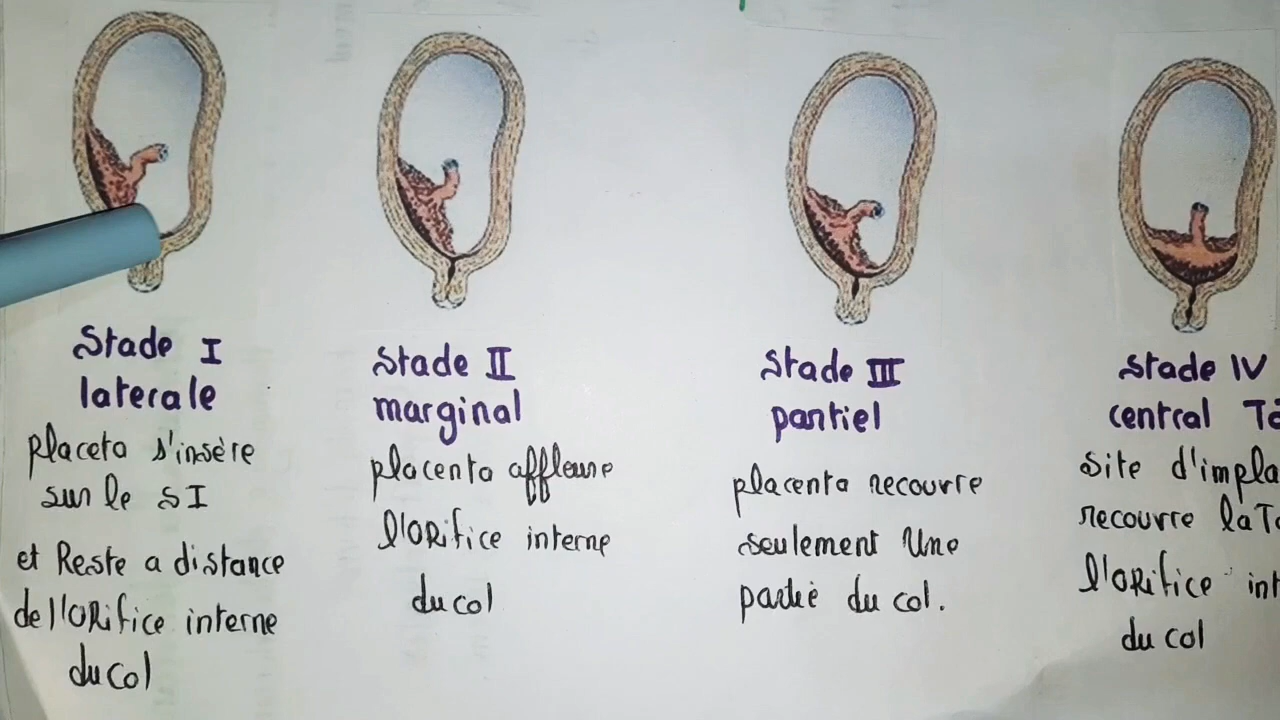 Stade I
laterale
placeta s'insère
sur le SI
et Reste a distance
de l'ORifice interne
du col
Stade II
marginal
placenta affleure
l'ORifice interne
du col
Stade III
partiel
placenta recouvre
seulement Une
partie du col.
Stade IV
central
site
recouvre
l'ORifice
du col